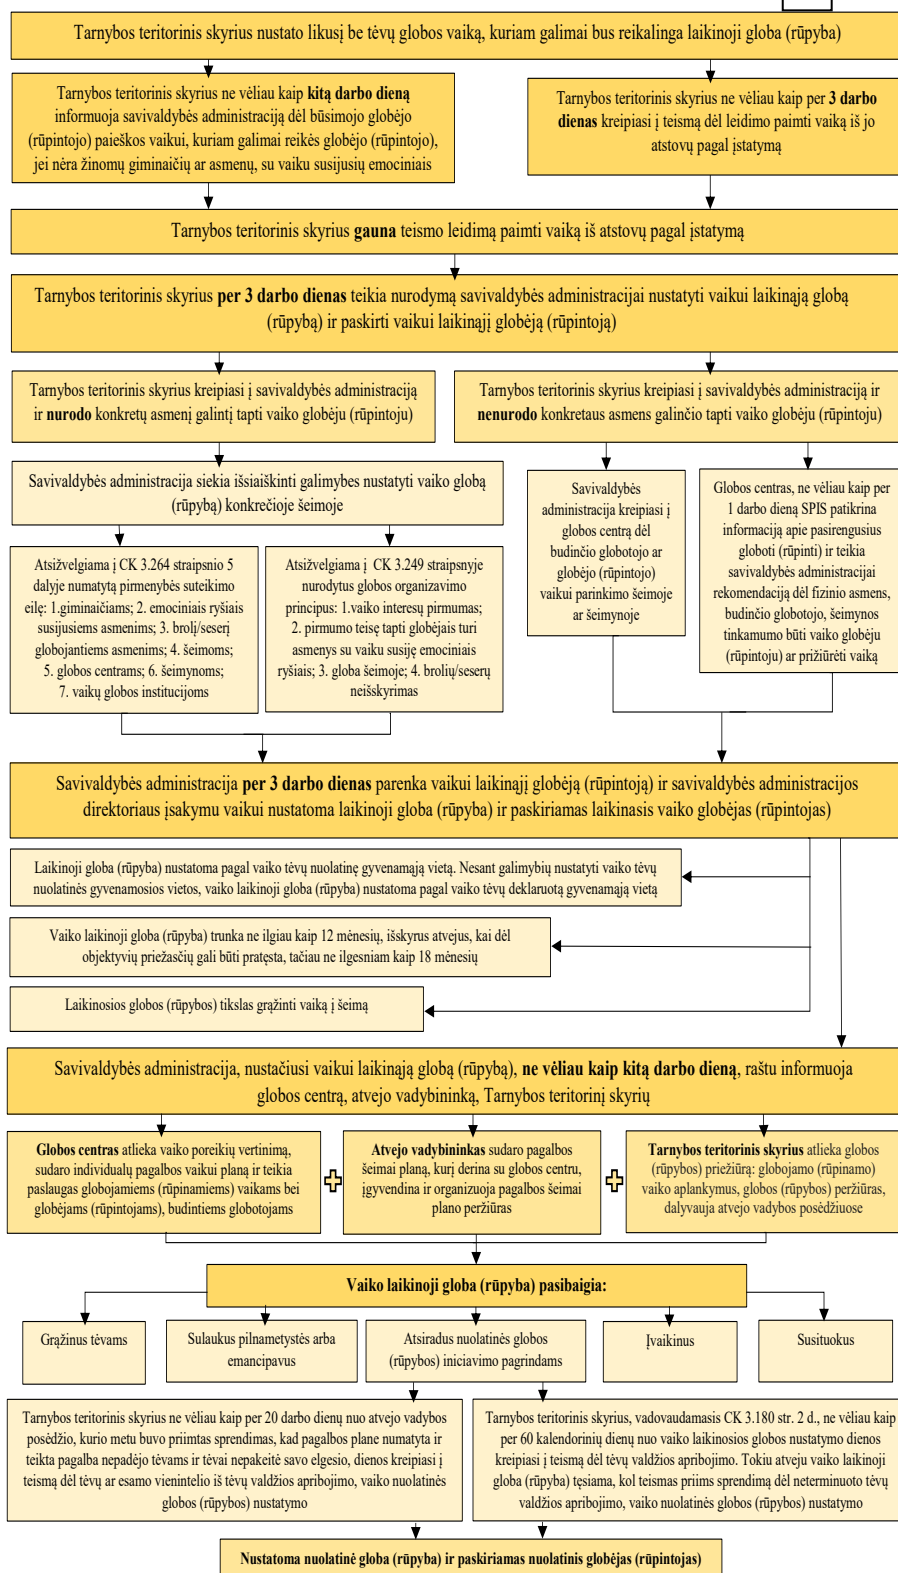 Tarnybos teritorinis skyrius nustato likusį be tėvų globos vaiką, kuriam galimai bus reikalinga laikinoji globa (rūpyba)
Tarnybos teritorinis skyrius ne vėliau kaip kitą darbo dieną
informuoja savivaldybės administraciją dėl būsimojo globėjo
(rūpintojo) paieškos vaikui, kuriam galimai reikės globėjo (rūpintojo),
jei nėra žinomų giminaičių ar asmenų, su vaiku susijusių emociniais
Tarnybos teritorinis skyrius ne vėliau kaip per 3 darbo
dienas kreipiasi į teismą dėl leidimo paimti vaiką iš jo
atstovų pagal įstatymą
Tarnybos teritorinis skyrius gauna teismo leidimą paimti vaiką iš atstovų pagal įstatymą
Tarnybos teritorinis skyrius per 3 darbo dienas teikia nurodymą savivaldybės administracijai nustatyti vaikui laikinąją globą
(rūpybą) ir paskirti vaikui laikinąjį globėją (rūpintoją)
Tarnybos teritorinis skyrius kreipiasi į savivaldybės administraciją
ir nurodo konkretų asmenį galintį tapti vaiko globėju (rūpintoju)
Tarnybos teritorinis skyrius kreipiasi į savivaldybės administraciją ir
nenurodo konkretaus asmens galinčio tapti vaiko globėju (rūpintoju)
Savivaldybės administracija siekia išsiaiškinti galimybes nustatyti vaiko globą
(rūpybą) konkrečioje šeimoje
Savivaldybės
administracija kreipiasi į
globos centrą dėl
budinčio globotojo ar
globėjo (rūpintojo)
vaikui parinkimo šeimoje
ar šeimynoje
Globos centras, ne vėliau kaip per
1 darbo dieną SPIS patikrina
informaciją apie pasirengusius
globoti (rūpinti) ir teikia
savivaldybės administracijai
rekomendaciją dėl fizinio asmens,
budinčio globotojo, šeimynos
tinkamumo būti vaiko globėju
(rūpintoju) ar prižiūrėti vaiką
Atsižvelgiama į CK 3.264 straipsnio 5
dalyje numatytą pirmenybės suteikimo
eilę: 1.giminaičiams; 2. emociniais ryšiais
susijusiems asmenims; 3. brolį/seserį
globojantiems asmenims; 4. šeimoms;
5. globos centrams; 6. šeimynoms;
7. vaikų globos institucijoms
Atsižvelgiama į CK 3.249 straipsnyje
nurodytus globos organizavimo
principus: 1.vaiko interesų pirmumas;
2. pirmumo teisę tapti globėjais turi
asmenys su vaiku susiję emociniais
ryšiais; 3. globa šeimoje; 4. brolių/seserų
neišskyrimas
Savivaldybės administracija per 3 darbo dienas parenka vaikui laikinąjį globėją (rūpintoją) ir savivaldybės administracijos
direktoriaus įsakymu vaikui nustatoma laikinoji globa (rūpyba) ir paskiriamas laikinasis vaiko globėjas (rūpintojas)
Laikinoji globa (rūpyba) nustatoma pagal vaiko tėvų nuolatinę gyvenamąją vietą. Nesant galimybių nustatyti vaiko tėvų
nuolatinės gyvenamosios vietos, vaiko laikinoji globa (rūpyba) nustatoma pagal vaiko tėvų deklaruotą gyvenamąją vietą
Vaiko laikinoji globa (rūpyba) trunka ne ilgiau kaip 12 mėnesių, išskyrus atvejus, kai dėl
objektyvių priežasčių gali būti pratęsta, tačiau ne ilgesniam kaip 18 mėnesių
Laikinosios globos (rūpybos) tikslas grąžinti vaiką į šeimą
Savivaldybės administracija, nustačiusi vaikui laikinąją globą (rūpybą), ne vėliau kaip kitą darbo dieną, raštu informuoja
globos centrą, atvejo vadybininką, Tarnybos teritorinį skyrių
Globos centras atlieka vaiko poreikių vertinimą,
sudaro individualų pagalbos vaikui planą ir teikia
paslaugas globojamiems (rūpinamiems) vaikams bei
globėjams (rūpintojams), budintiems globotojams
Atvejo vadybininkas sudaro pagalbos
šeimai planą, kurį derina su globos centru,
įgyvendina ir organizuoja pagalbos šeimai
plano peržiūras
Tarnybos teritorinis skyrius atlieka globos
(rūpybos) priežiūrą: globojamo (rūpinamo)
vaiko aplankymus, globos (rūpybos) peržiūras,
dalyvauja atvejo vadybos posėdžiuose
Vaiko laikinoji globa (rūpyba) pasibaigia:
Grąžinus tėvams
Sulaukus pilnametystės arba
emancipavus
Atsiradus nuolatinės globos
(rūpybos) iniciavimo pagrindams
Įvaikinus
Susituokus
Tarnybos teritorinis skyrius ne vėliau kaip per 20 darbo dienų nuo atvejo vadybos
posėdžio, kurio metu buvo priimtas sprendimas, kad pagalbos plane numatyta ir
teikta pagalba nepadėjo tėvams ir tėvai nepakeitė savo elgesio, dienos kreipiasi į
teismą dėl tėvų ar esamo vienintelio iš tėvų valdžios apribojimo, vaiko nuolatinės
globos (rūpybos) nustatymo
Tarnybos teritorinis skyrius, vadovaudamasis CK 3.180 str. 2 d., ne vėliau kaip
per 60 kalendorinių dienų nuo vaiko laikinosios globos nustatymo dienos
kreipiasi į teismą dėl tėvų valdžios apribojimo. Tokiu atveju vaiko laikinoji
globa (rūpyba) tęsiama, kol teismas priims sprendimą dėl neterminuoto tėvų
valdžios apribojimo, vaiko nuolatinės globos (rūpybos) nustatymo
Nustatoma nuolatinė globa (rūpyba) ir paskiriamas nuolatinis globėjas (rūpintojas)